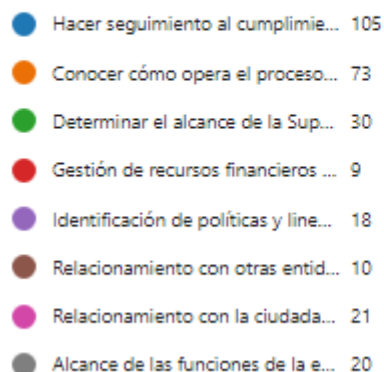 Hacer seguimiento al cumplimie... 105
Conocer cómo opera el proceso... 73
Determinar el alcance de la Sup... 30
Gestión de recursos financieros ... 9
Identificación de políticas y line... 18
Relacionamiento con otras entid... 10
Relacionamiento con la ciudada... 21
Alcance de las funciones de la e... 20